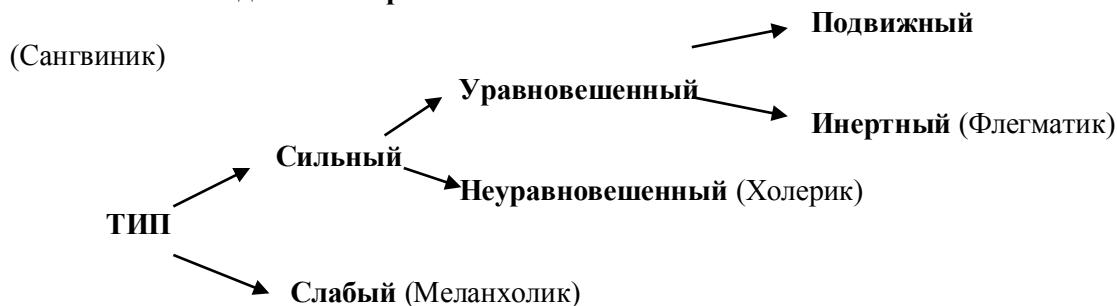 Подвижный
(Сангвиник)
Уравновешенный
Инертный (Флегматик)
Сильный
Неуравновешенный (Холерик)
ТИП
Слабый (Меланхолик)